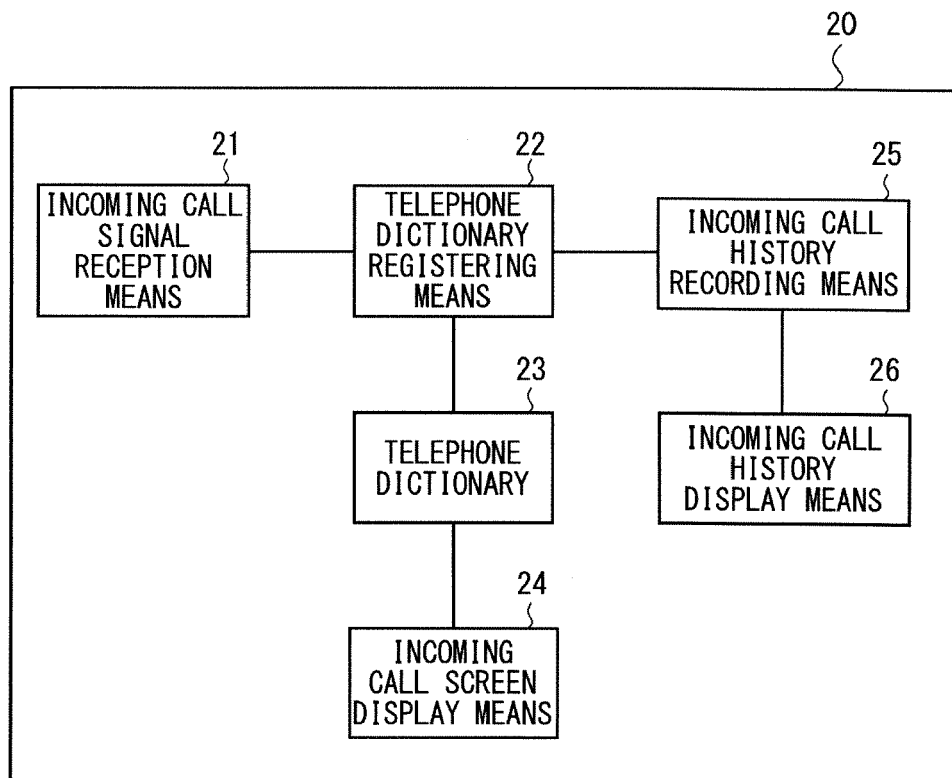 20
21
INCOMING CALL
SIGNAL
RECEPTION
MEANS
22
TELEPHONE
DICTIONARY
REGISTERING
MEANS
25
INCOMING CALL
HISTORY
RECORDING MEANS
23
TELEPHONE
DICTIONARY
26
INCOMING CALL
HISTORY
DISPLAY MEANS
24
INCOMING
CALL SCREEN
DISPLAY MEANS